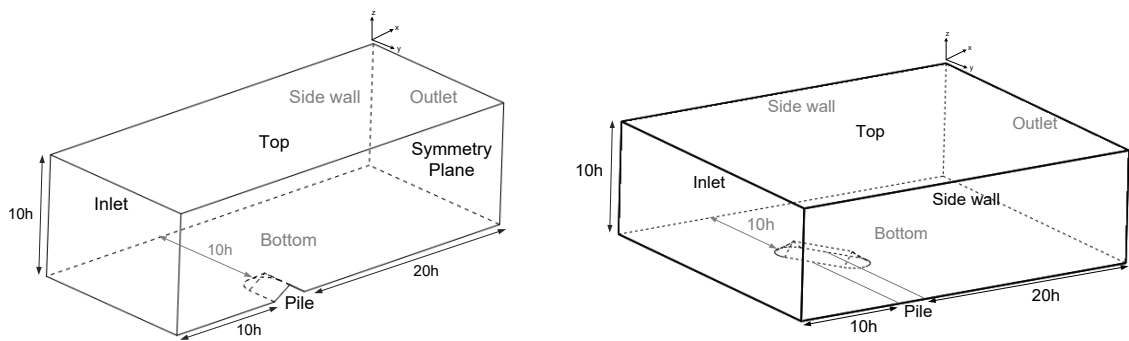 z
x
y
Side wall
Outlet
Top
Symmetry
Plane
10h
Inlet
10h
Bottom
20h
Pile
10h
z
x
y
Side wall
Top
Outlet
10h
Inlet
Side wall
10h
Bottom
20h
Pile
10h